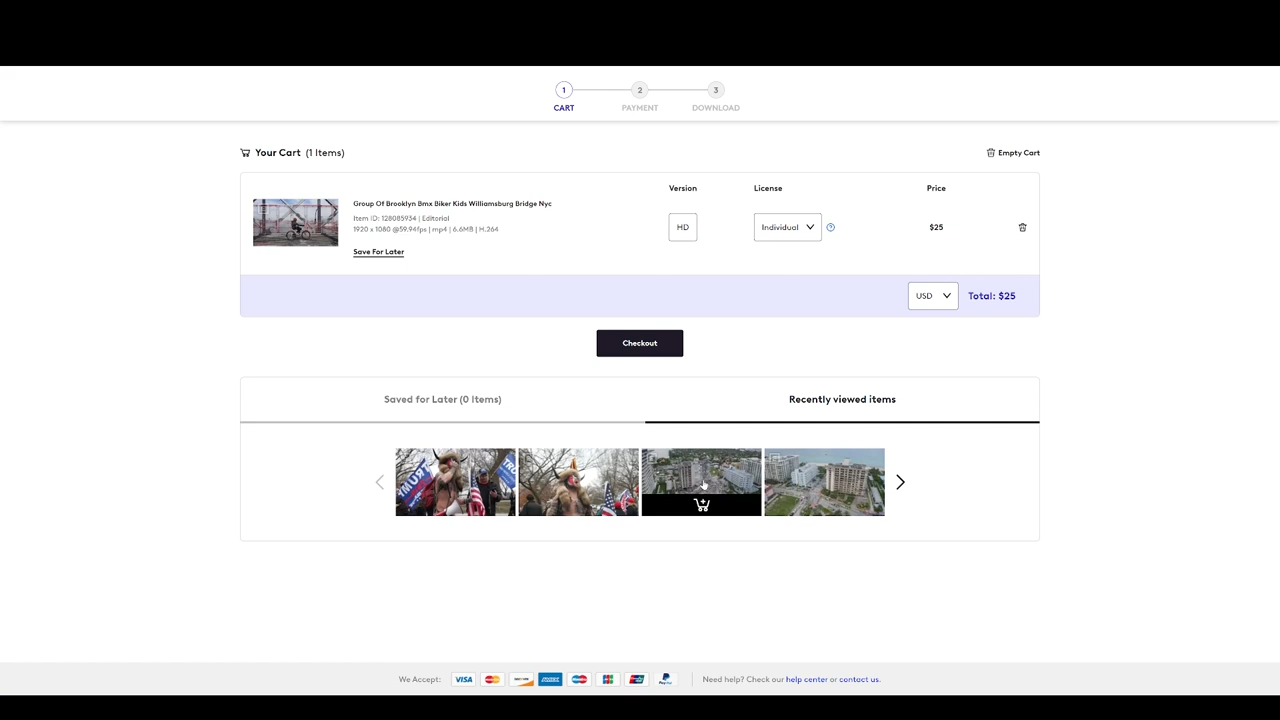 1 2 3
CART PAYMENT DOWNLOAD
Your Cart (1 Items) Empty Cart
Version License Price
Group Of Brooklyn Bmx Biker Kids Williamsburg Bridge Nyc
Item ID: 128085934 | Editorial
1920 x 1080 @59.94fps | mp4 | 6.6MB | H.264
HD Individual ? $25
Save For Later
USD Total: $25
Checkout
Saved for Later (0 Items) Recently viewed items
TRUMP
We Accept: VISA Need help? Check our help center or contact us.